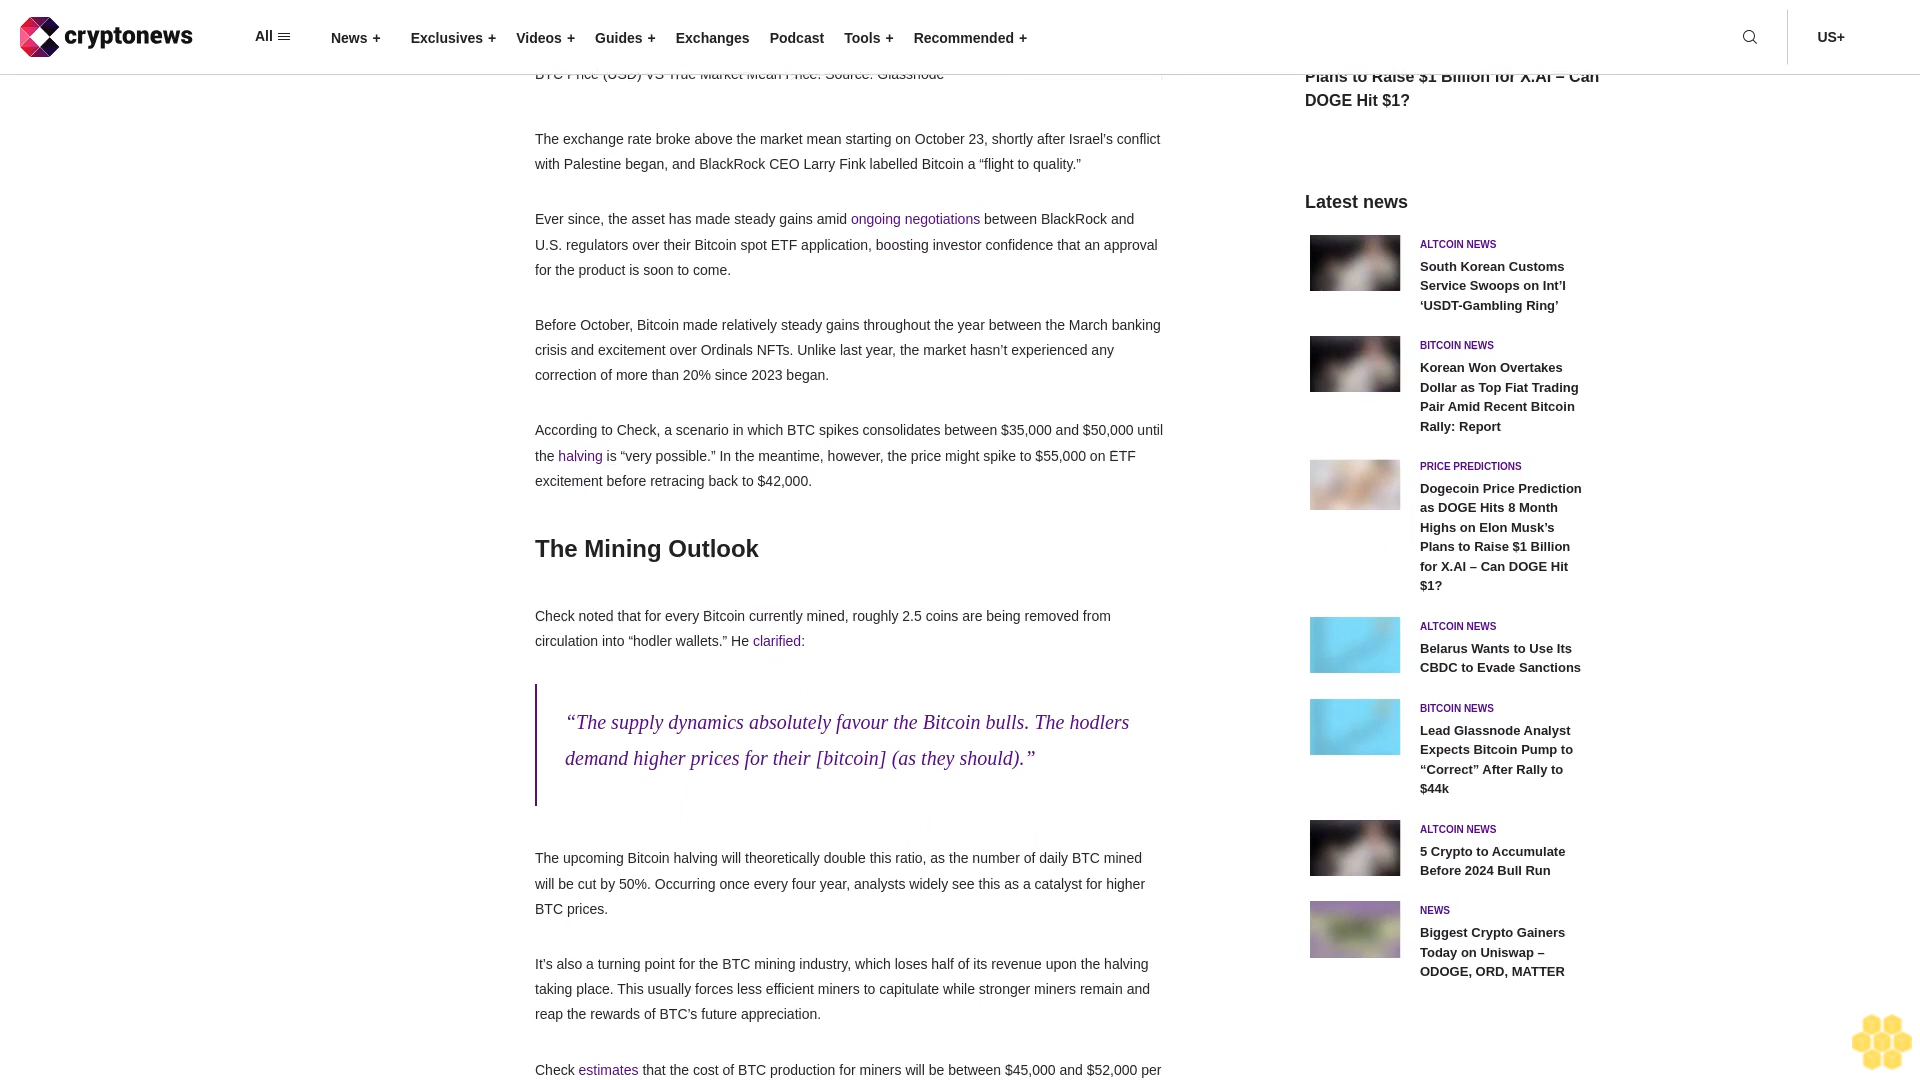 cryptonews
All
News +
Exclusives +
Videos +
Guides +
Exchanges
Podcast
Tools +
Recommended +
US+
BTC Price (USD) VS True Market Mean Price. Source: Glassnode
The exchange rate broke above the market mean starting on October 23, shortly after Israel’s conflict
with Palestine began, and BlackRock CEO Larry Fink labelled Bitcoin a “flight to quality.”
Ever since, the asset has made steady gains amid ongoing negotiations between BlackRock and
U.S. regulators over their Bitcoin spot ETF application, boosting investor confidence that an approval
for the product is soon to come.
Before October, Bitcoin made relatively steady gains throughout the year between the March banking
crisis and excitement over Ordinals NFTs. Unlike last year, the market hasn’t experienced any
correction of more than 20% since 2023 began.
According to Check, a scenario in which BTC spikes consolidates between $35,000 and $50,000 until
the halving is “very possible.” In the meantime, however, the price might spike to $55,000 on ETF
excitement before retracing back to $42,000.
The Mining Outlook
Check noted that for every Bitcoin currently mined, roughly 2.5 coins are being removed from
circulation into “hodler wallets.” He clarified:
“The supply dynamics absolutely favour the Bitcoin bulls. The hodlers
demand higher prices for their [bitcoin] (as they should).”
The upcoming Bitcoin halving will theoretically double this ratio, as the number of daily BTC mined
will be cut by 50%. Occurring once every four year, analysts widely see this as a catalyst for higher
BTC prices.
It’s also a turning point for the BTC mining industry, which loses half of its revenue upon the halving
taking place. This usually forces less efficient miners to capitulate while stronger miners remain and
reap the rewards of BTC’s future appreciation.
Check estimates that the cost of BTC production for miners will be between $45,000 and $52,000 per
Plans to Raise $1 Billion for X.AI – Can
DOGE Hit $1?
Latest news
ALTCOIN NEWS
South Korean Customs
Service Swoops on Int’l
‘USDT-Gambling Ring’
BITCOIN NEWS
Korean Won Overtakes
Dollar as Top Fiat Trading
Pair Amid Recent Bitcoin
Rally: Report
PRICE PREDICTIONS
Dogecoin Price Prediction
as DOGE Hits 8 Month
Highs on Elon Musk’s
Plans to Raise $1 Billion
for X.AI – Can DOGE Hit
$1?
ALTCOIN NEWS
Belarus Wants to Use Its
CBDC to Evade Sanctions
BITCOIN NEWS
Lead Glassnode Analyst
Expects Bitcoin Pump to
“Correct” After Rally to
$44k
ALTCOIN NEWS
5 Crypto to Accumulate
Before 2024 Bull Run
NEWS
Biggest Crypto Gainers
Today on Uniswap –
ODOGE, ORD, MATTER